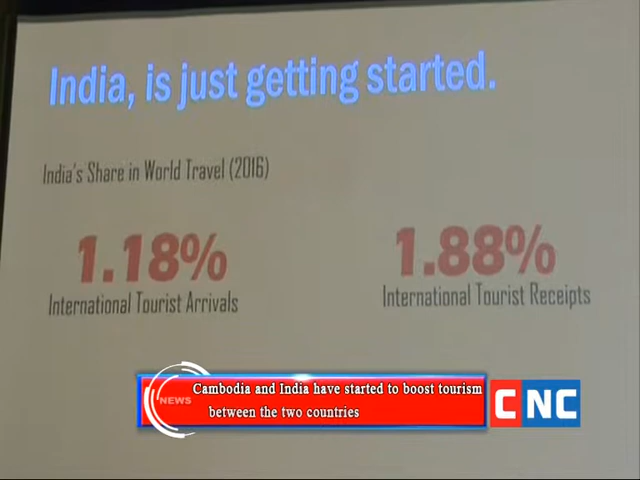 India, is just getting started.
India's Share in World Travel (2016)
1.18%
1.88%
International Tourist Arrivals
International Tourist Receipts
NEWS
Cambodia and India have started to boost tourism
between the two countries
CNC